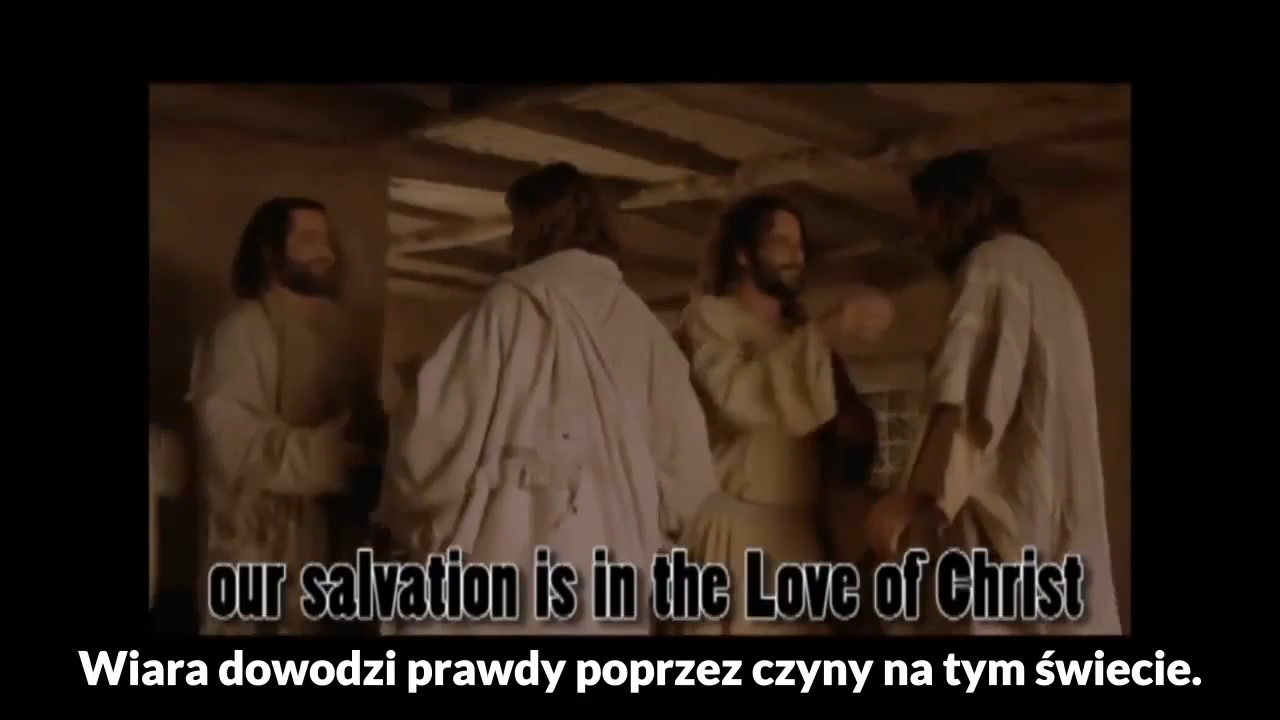 our salvation is in the Love of Christ
Wiara dowodzi prawdy poprzez czyny na tym świecie.